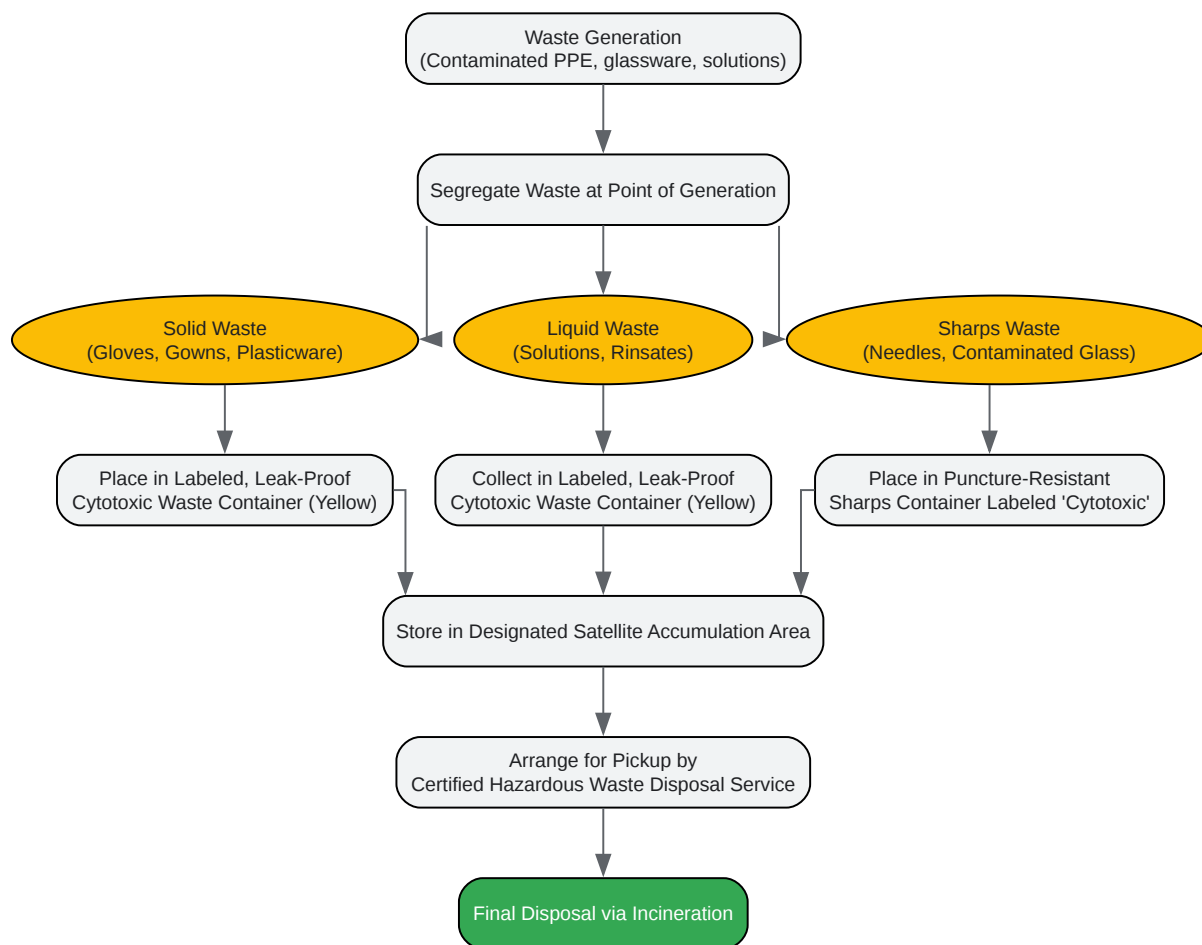 Waste Generation
(Contaminated PPE, glassware, solutions)
Segregate Waste at Point of Generation
Solid Waste
(Gloves, Gowns, Plasticware)
Liquid Waste
(Solutions, Rinsates)
Sharps Waste
(Needles, Contaminated Glass)
Place in Labeled, Leak-Proof
Cytotoxic Waste Container (Yellow)
Collect in Labeled, Leak-Proof
Cytotoxic Waste Container (Yellow)
Place in Puncture-Resistant
Sharps Container Labeled 'Cytotoxic'
Store in Designated Satellite Accumulation Area
Arrange for Pickup by
Certified Hazardous Waste Disposal Service
Final Disposal via Incineration